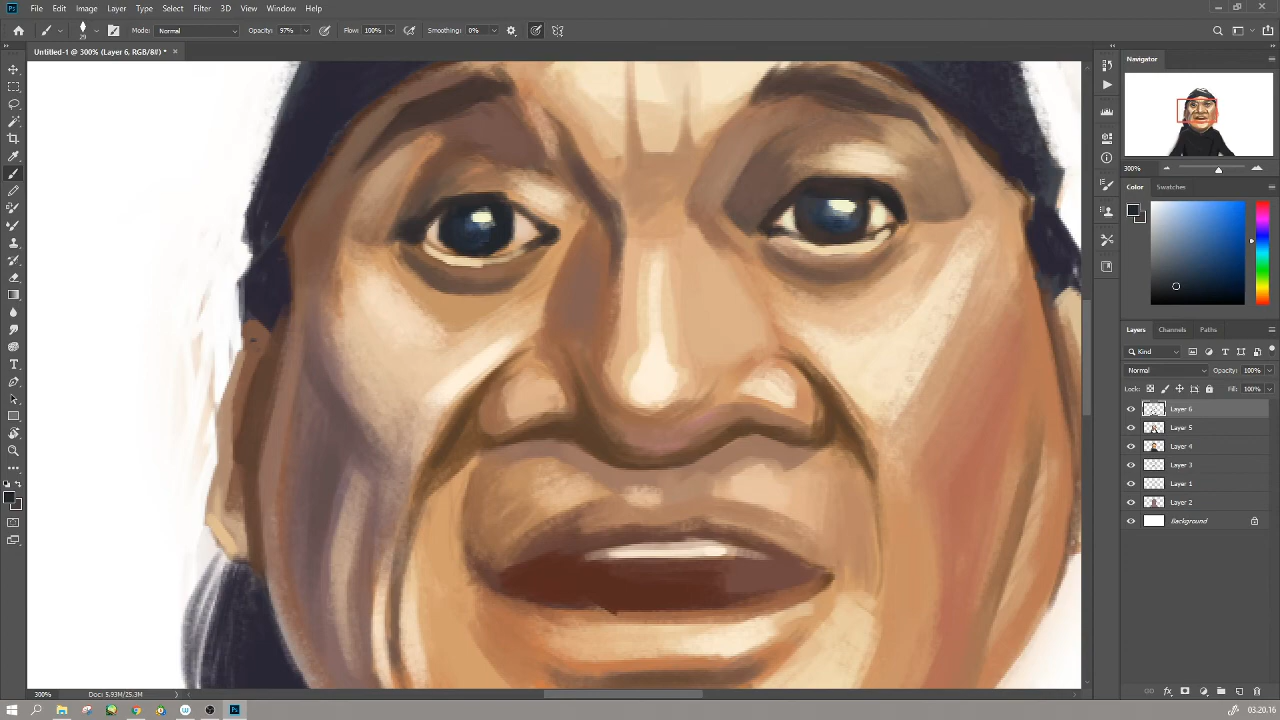 Ps File Edit Image Layer Type Select Filter 3D View Window Help
29 Mode: Normal Opacity: 97% Flow: 100% Smoothing: 0%
Untitled-1 @ 300% (Layer 6, RGB/8#) * ×
Navigator
300%
Color Swatches
Layers Channels Paths
Kind
Normal Opacity: 100%
Lock: Fill: 100%
Layer 6
Layer 5
Layer 4
Layer 3
Layer 1
Layer 2
Background
300% Doc: 5.93M/25.3M
Ps 03.20.16